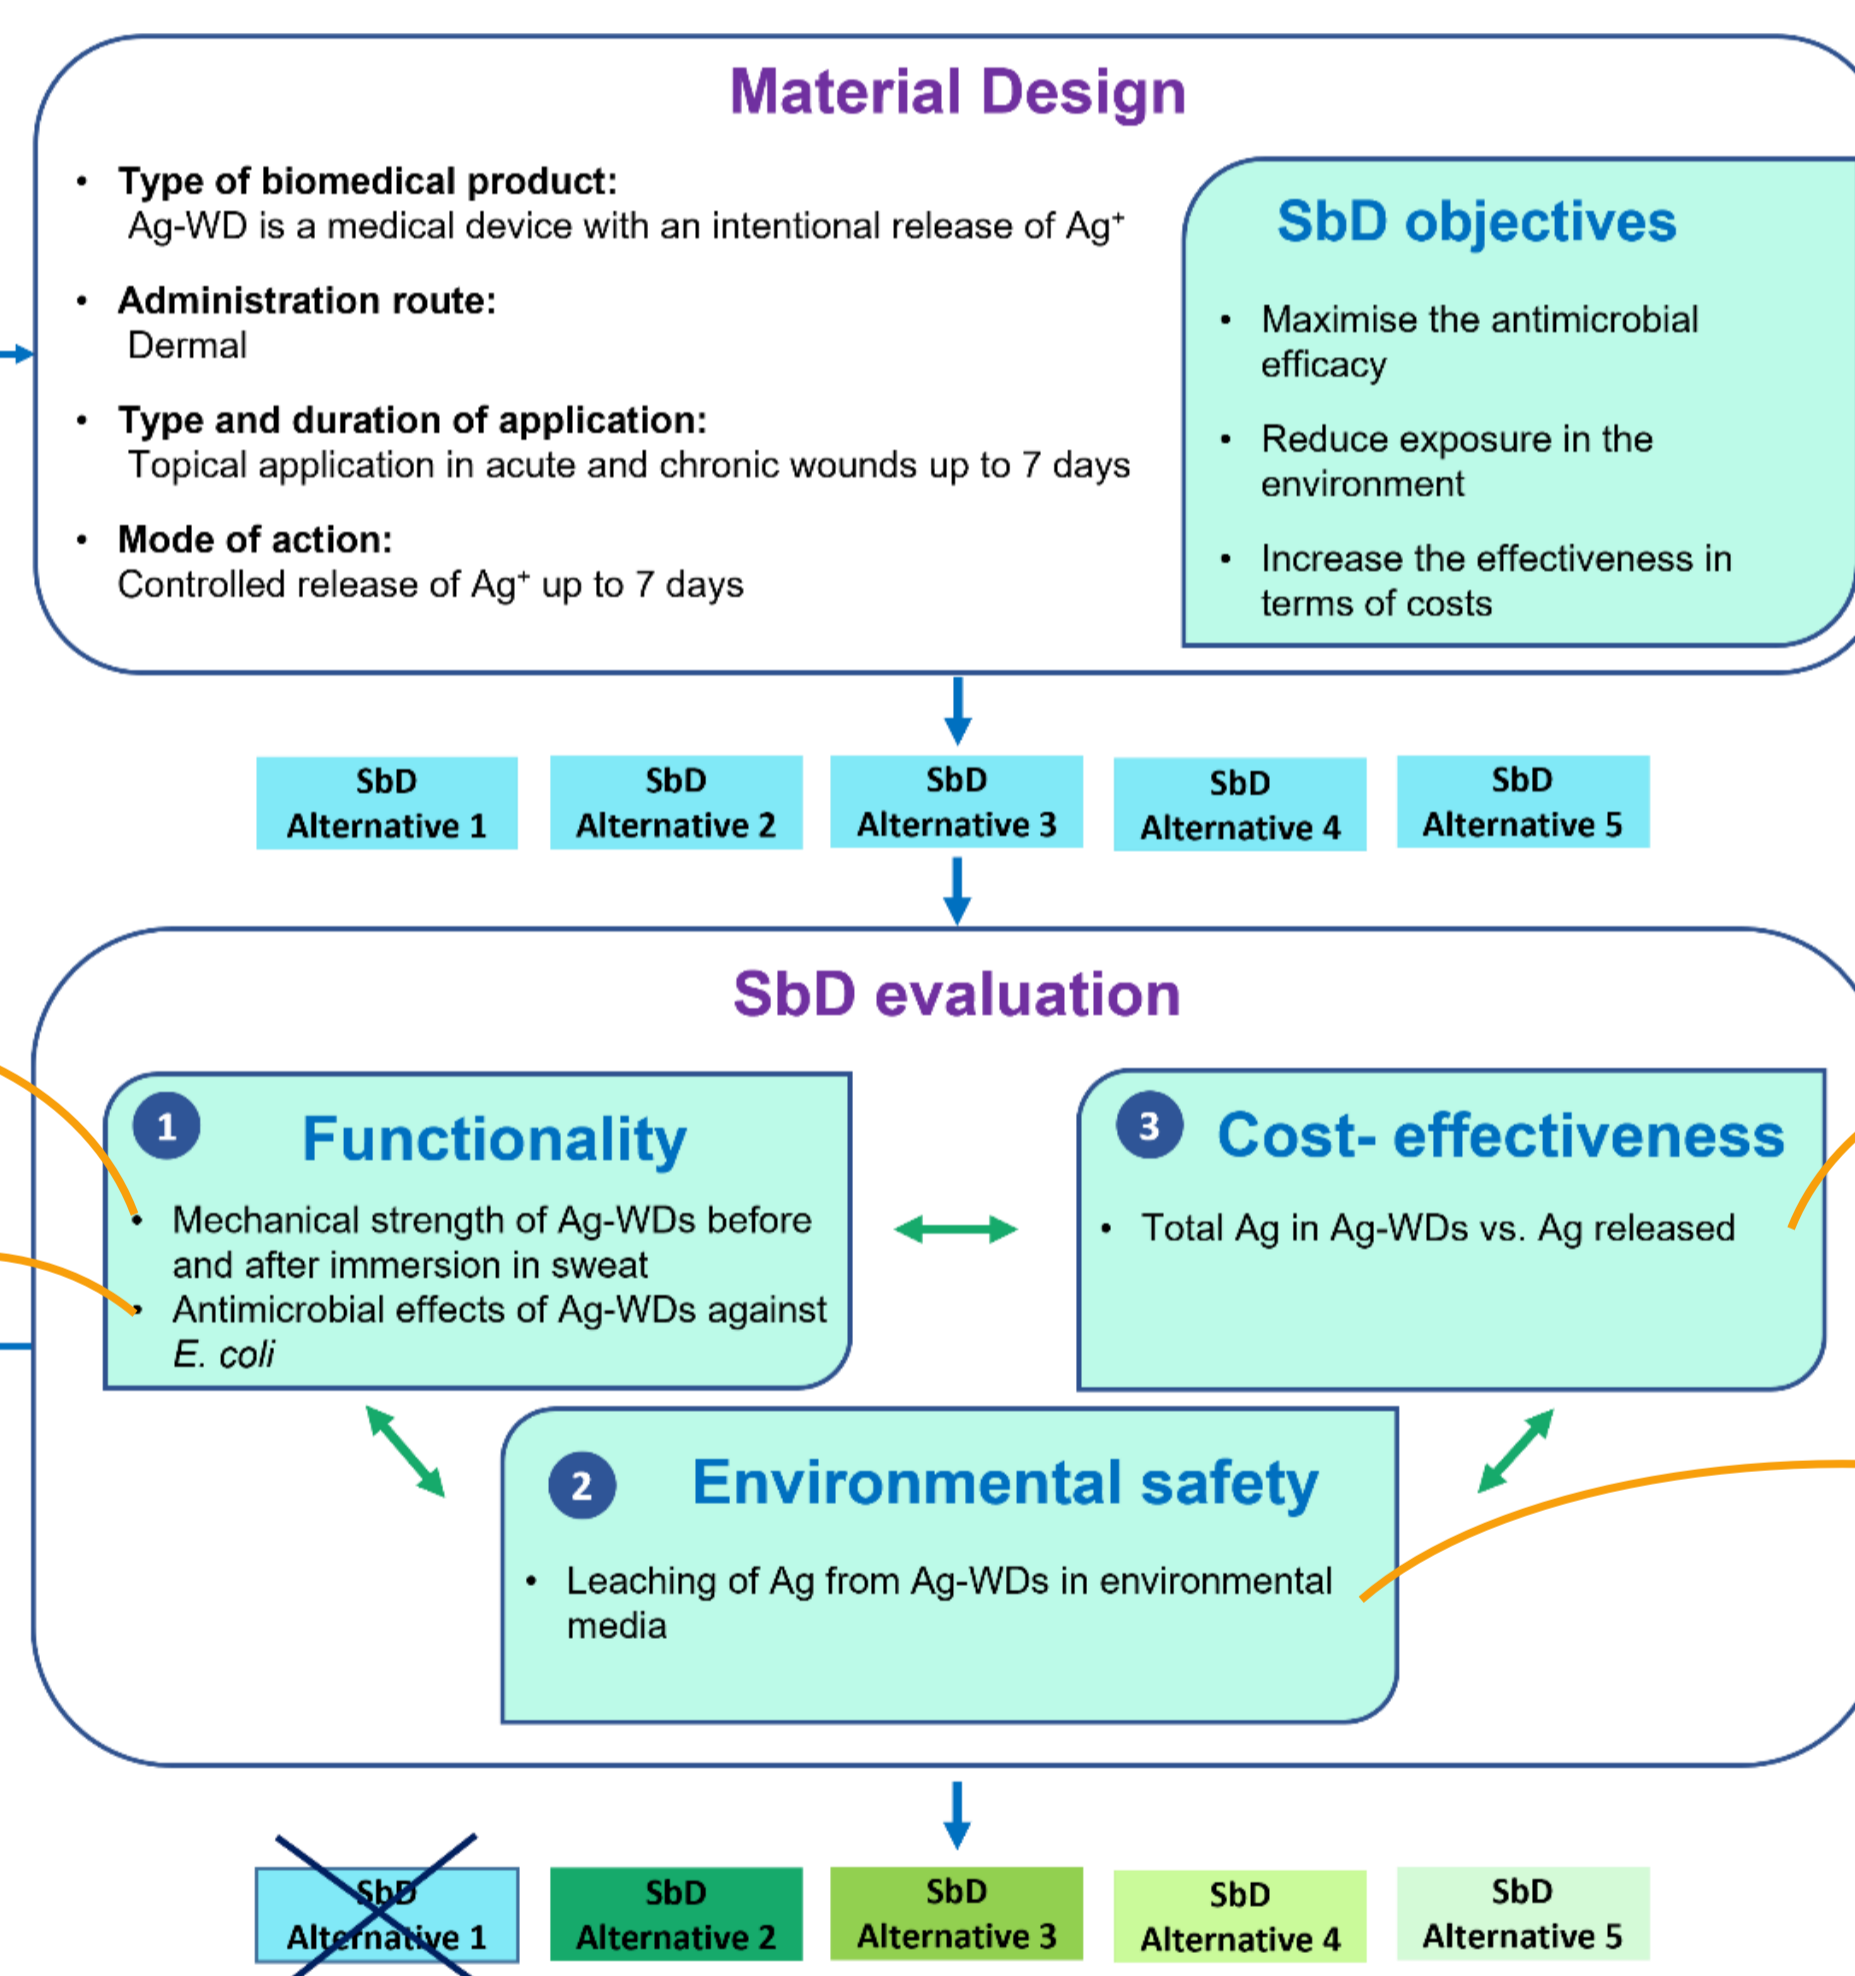 Material Design
• Type of biomedical product:
Ag-WD is a medical device with an intentional release of Ag⁺
• Administration route:
Dermal
• Type and duration of application:
Topical application in acute and chronic wounds up to 7 days
• Mode of action:
Controlled release of Ag⁺ up to 7 days
SbD objectives
• Maximise the antimicrobial
efficacy
• Reduce exposure in the
environment
• Increase the effectiveness in
terms of costs
SbD
Alternative 1
SbD
Alternative 2
SbD
Alternative 3
SbD
Alternative 4
SbD
Alternative 5
SbD evaluation
1 Functionality
• Mechanical strength of Ag-WDs before
and after immersion in sweat
• Antimicrobial effects of Ag-WDs against
E. coli
3 Cost- effectiveness
• Total Ag in Ag-WDs vs. Ag released
2 Environmental safety
• Leaching of Ag from Ag-WDs in environmental
media
SbD
Alternative 1
SbD
Alternative 2
SbD
Alternative 3
SbD
Alternative 4
SbD
Alternative 5